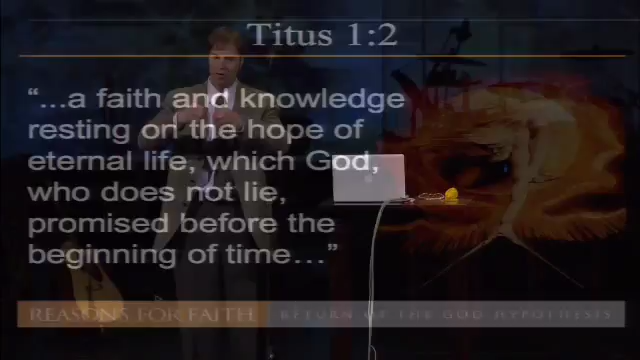 Titus 1:2
“...a faith and knowledge
resting on the hope of
eternal life, which God,
who does not lie,
promised before the
beginning of time...”
REASONS FOR FAITH RETURN OF THE GOD HYPOTHESIS